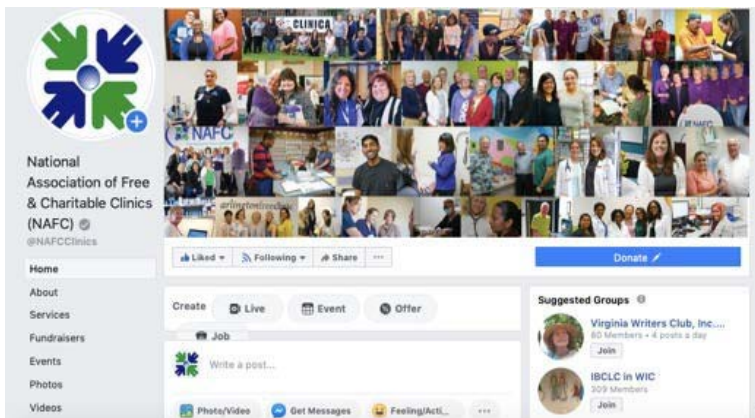 CLINICA
NAFC
NAFC
National
Association of Free
& Charitable Clinics
(NAFC)
@NAFCClinics
Liked
Following
Share
...
Donate
Home
About
Services
Fundraisers
Events
Photos
Videos
Create
Live
Event
Offer
Job
Write a post...
Photo/Video
Get Messages
Feeling/Acti...
...
Suggested Groups
Virginia Writers Club, Inc....
80 Members • 4 posts a day
Join
IBCLC in WIC
309 Members
Join